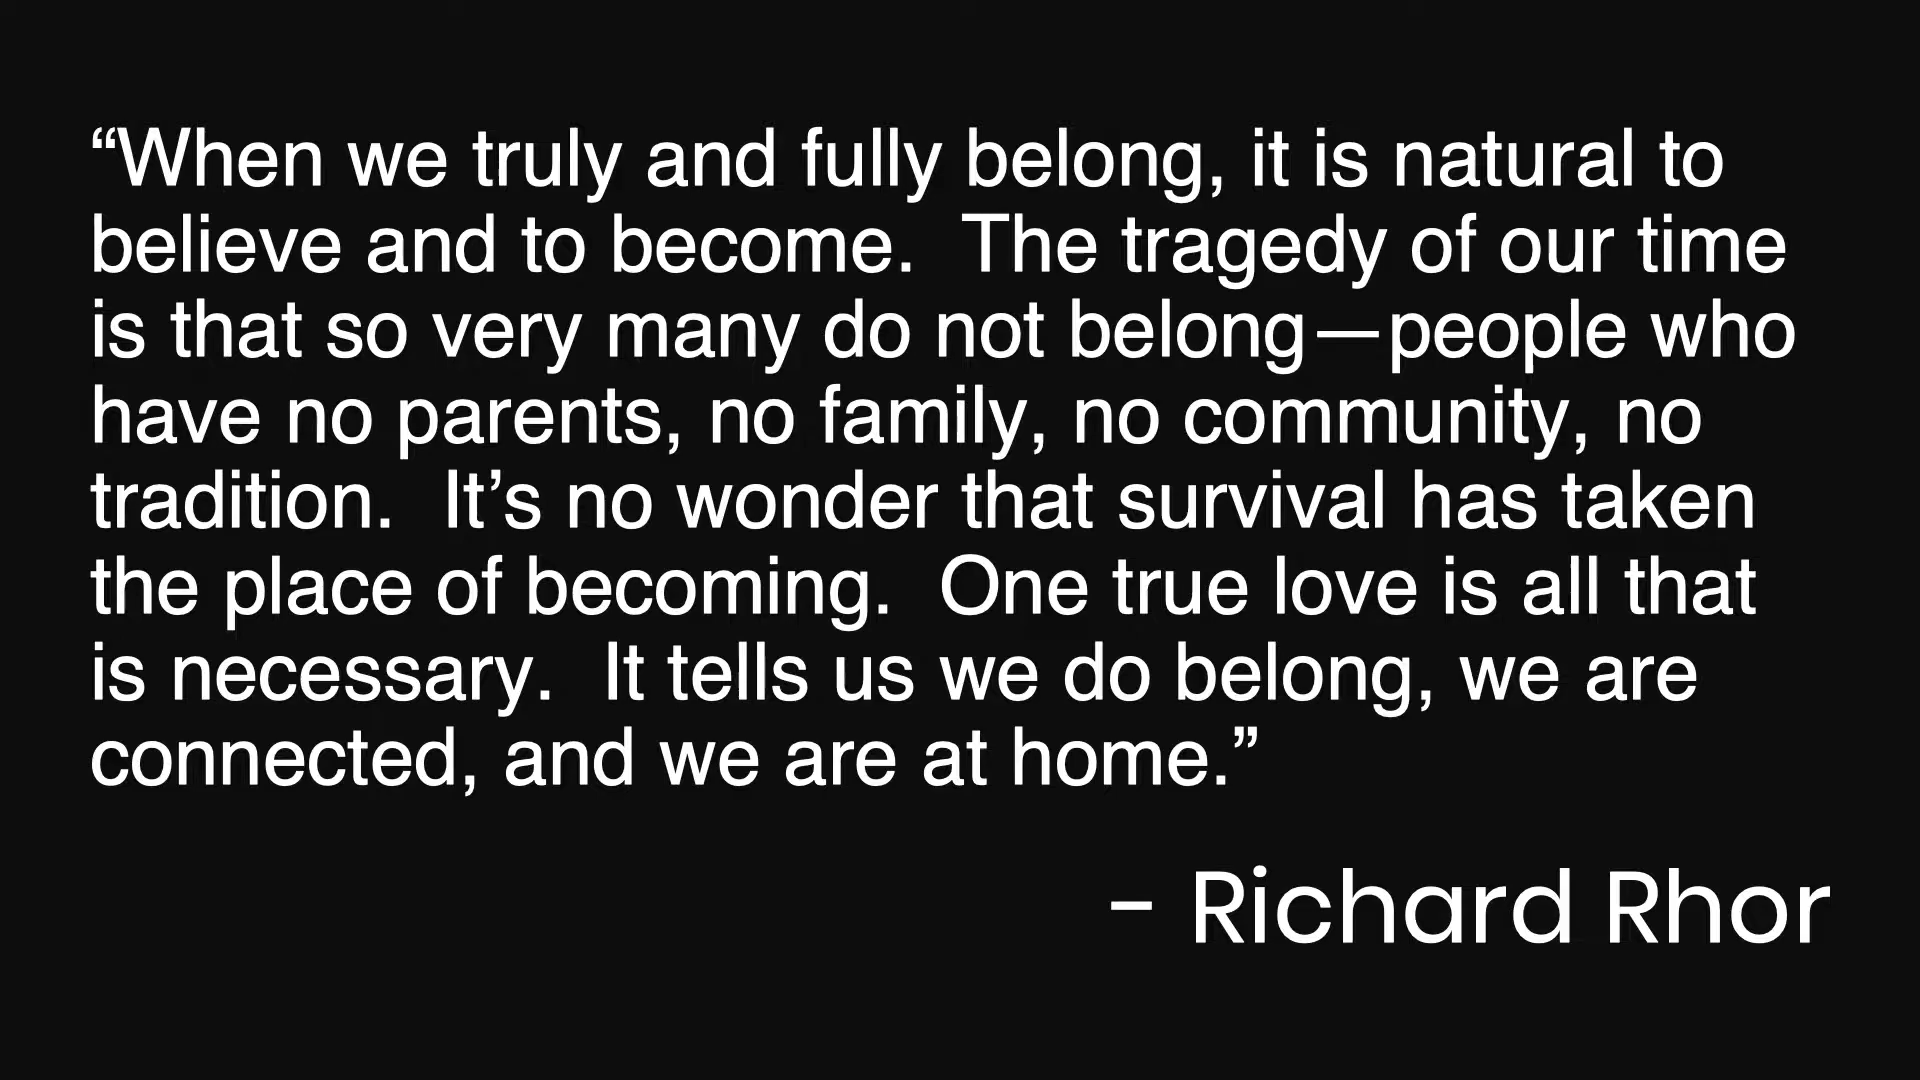 “When we truly and fully belong, it is natural to
believe and to become.  The tragedy of our time
is that so very many do not belong—people who
have no parents, no family, no community, no
tradition.  It’s no wonder that survival has taken
the place of becoming.  One true love is all that
is necessary.  It tells us we do belong, we are
connected, and we are at home.”
- Richard Rhor